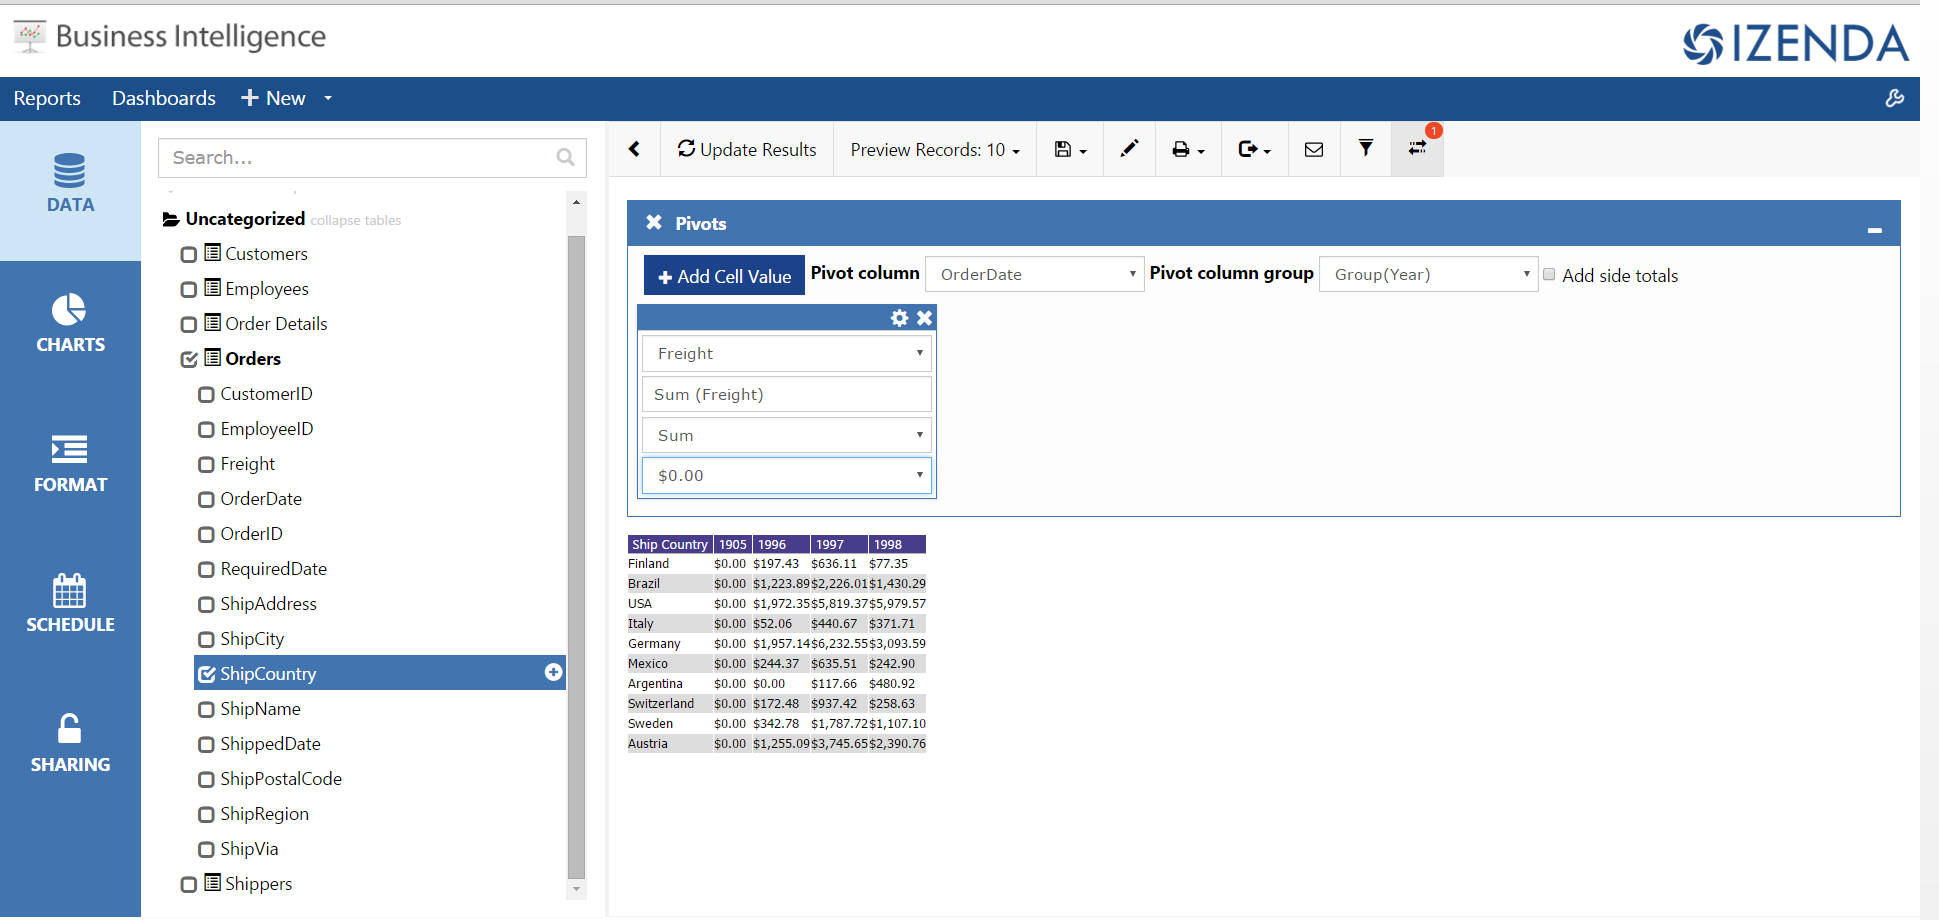 Business Intelligence
IZENDA
Reports Dashboards + New
DATA
CHARTS
FORMAT
SCHEDULE
SHARING
Search...
Uncategorized collapse tables
Customers
Employees
Order Details
Orders
CustomerID
EmployeeID
Freight
OrderDate
OrderID
RequiredDate
ShipAddress
ShipCity
ShipCountry
ShipName
ShippedDate
ShipPostalCode
ShipRegion
ShipVia
Shippers
Update Results Preview Records: 10 1
Pivots
+ Add Cell Value Pivot column OrderDate Pivot column group Group(Year) Add side totals
Freight
Sum (Freight)
Sum
$0.00
Ship Country 1905 1996 1997 1998
Finland $0.00 $197.43 $636.11 $77.35
Brazil $0.00 $1,223.89 $2,226.01 $1,430.29
USA $0.00 $1,972.35 $5,819.37 $5,979.57
Italy $0.00 $52.06 $440.67 $371.71
Germany $0.00 $1,957.14 $6,232.55 $3,093.59
Mexico $0.00 $244.37 $635.51 $242.90
Argentina $0.00 $0.00 $117.66 $480.92
Switzerland $0.00 $172.48 $937.42 $258.63
Sweden $0.00 $342.78 $1,787.72 $1,107.10
Austria $0.00 $1,255.09 $3,745.65 $2,390.76